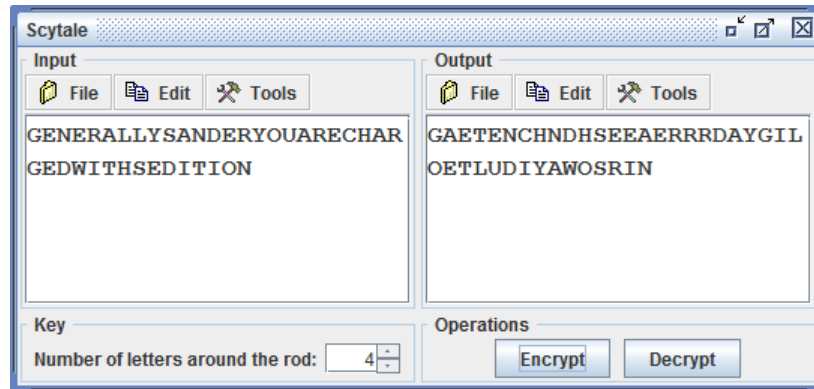 Scytale
Input
File Edit Tools
GENERALLYSANDERYOUARECHAR
GEDWITHSEDITION
Output
File Edit Tools
GAETENCHNDHSEEAERRRDAYGIL
OETLUDIYAWOSRIN
Key
Number of letters around the rod: 4
Operations
Encrypt Decrypt